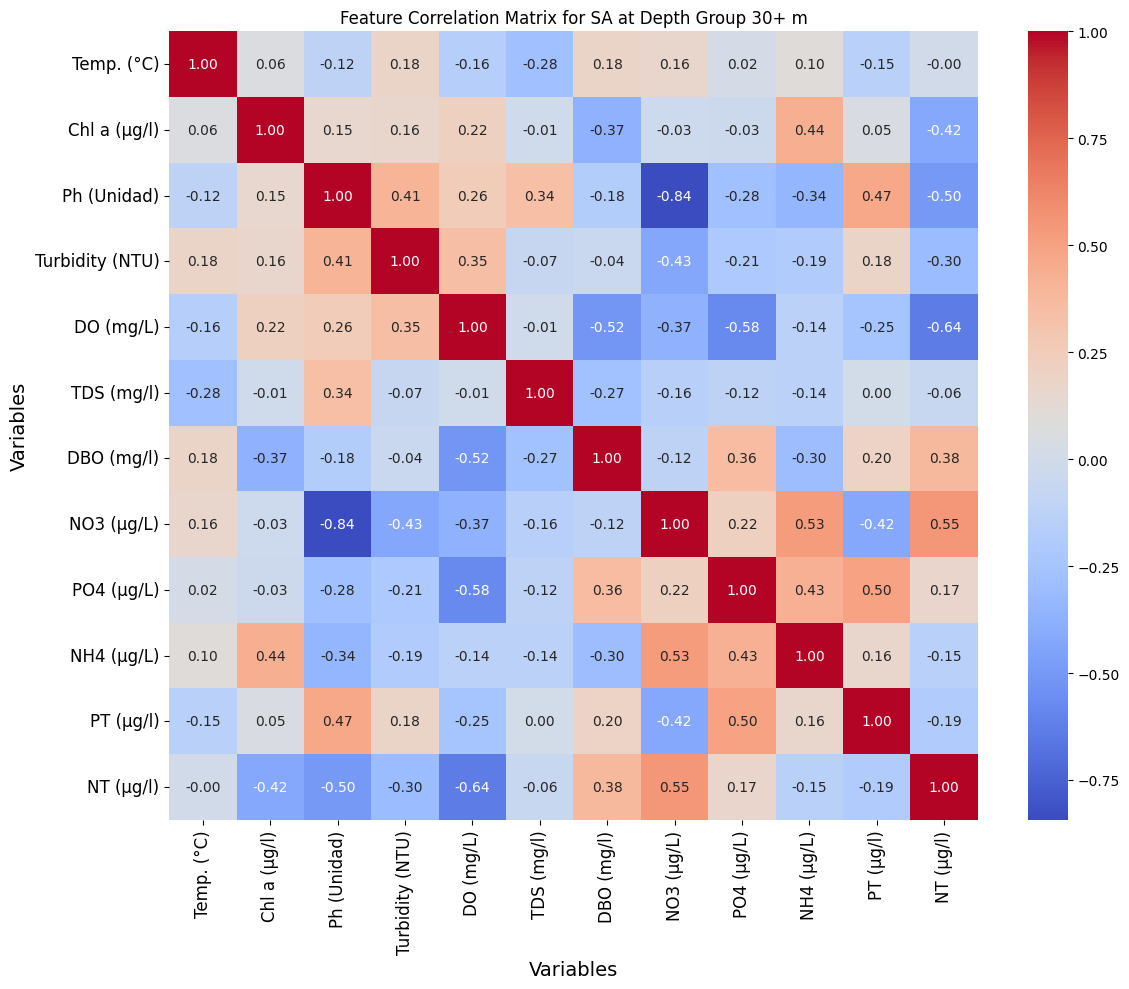 Feature Correlation Matrix for SA at Depth Group 30+ m
Temp. (°C) 1.00 0.06 -0.12 0.18 -0.16 -0.28 0.18 0.16 0.02 0.10 -0.15 -0.00
Chl a (µg/l) 0.06 1.00 0.15 0.16 0.22 -0.01 -0.37 -0.03 -0.03 0.44 0.05 -0.42
Ph (Unidad) -0.12 0.15 1.00 0.41 0.26 0.34 -0.18 -0.84 -0.28 -0.34 0.47 -0.50
Turbidity (NTU) 0.18 0.16 0.41 1.00 0.35 -0.07 -0.04 -0.43 -0.21 -0.19 0.18 -0.30
DO (mg/L) -0.16 0.22 0.26 0.35 1.00 -0.01 -0.52 -0.37 -0.58 -0.14 -0.25 -0.64
TDS (mg/l) -0.28 -0.01 0.34 -0.07 -0.01 1.00 -0.27 -0.16 -0.12 -0.14 0.00 -0.06
DBO (mg/l) 0.18 -0.37 -0.18 -0.04 -0.52 -0.27 1.00 -0.12 0.36 -0.30 0.20 0.38
NO3 (µg/L) 0.16 -0.03 -0.84 -0.43 -0.37 -0.16 -0.12 1.00 0.22 0.53 -0.42 0.55
PO4 (µg/L) 0.02 -0.03 -0.28 -0.21 -0.58 -0.12 0.36 0.22 1.00 0.43 0.50 0.17
NH4 (µg/L) 0.10 0.44 -0.34 -0.19 -0.14 -0.14 -0.30 0.53 0.43 1.00 0.16 -0.15
PT (µg/l) -0.15 0.05 0.47 0.18 -0.25 0.00 0.20 -0.42 0.50 0.16 1.00 -0.19
NT (µg/l) -0.00 -0.42 -0.50 -0.30 -0.64 -0.06 0.38 0.55 0.17 -0.15 -0.19 1.00
Variables
Temp. (°C)
Chl a (µg/l)
Ph (Unidad)
Turbidity (NTU)
DO (mg/L)
TDS (mg/l)
DBO (mg/l)
NO3 (µg/L)
PO4 (µg/L)
NH4 (µg/L)
PT (µg/l)
NT (µg/l)
Variables
1.00
0.75
0.50
0.25
0.00
−0.25
−0.50
−0.75